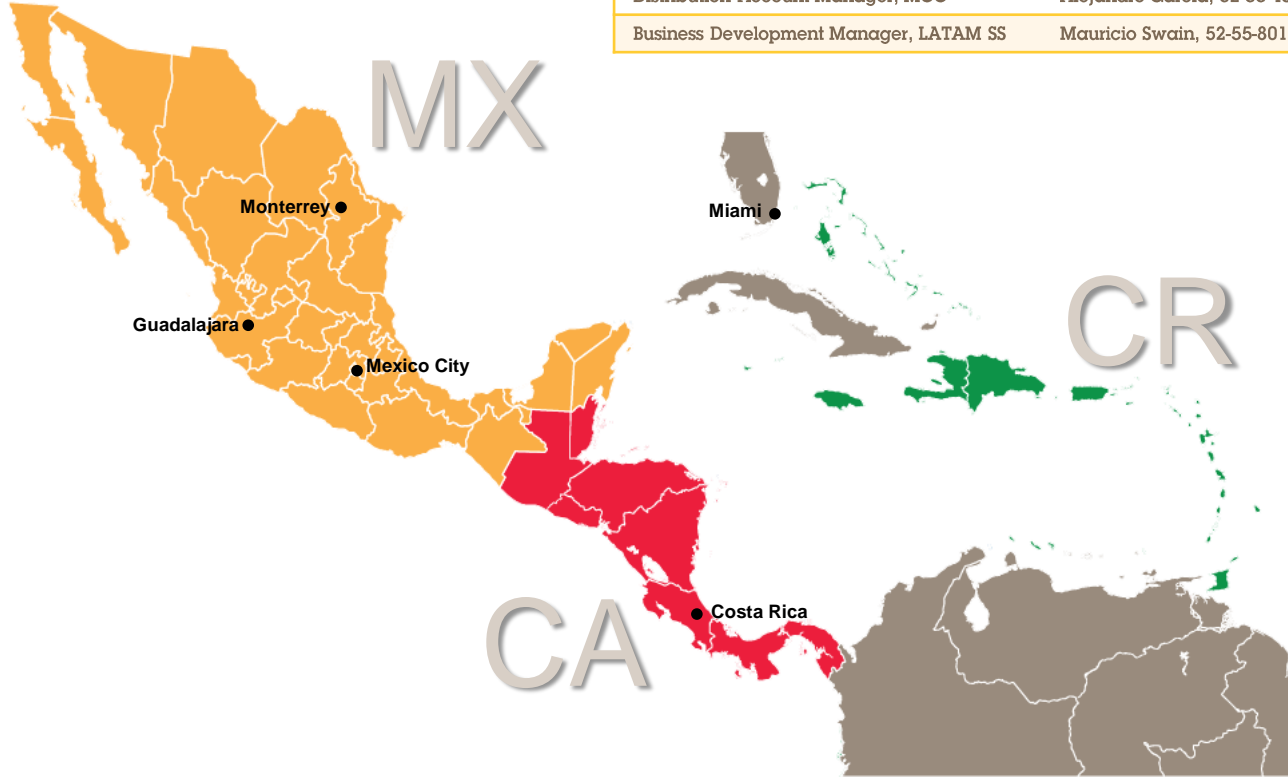 Business Development Manager, LATAM SS Mauricio Swain, 52-55-801
MX
Monterrey
Miami
CR
Guadalajara
Mexico City
Costa Rica
CA